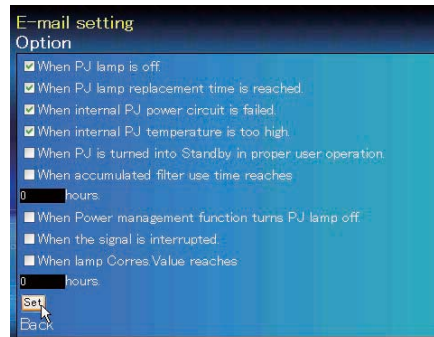 E-mail setting
Option
When PJ lamp is off.
When PJ lamp replacement time is reached.
When internal PJ power circuit is failed.
When internal PJ temperature is too high.
When PJ is turned into Standby in proper user operation.
When accumulated filter use time reaches
0 hours.
When Power management function turns PJ lamp off.
When the signal is interrupted.
When lamp Corres.Value reaches
0 hours.
Set
Back